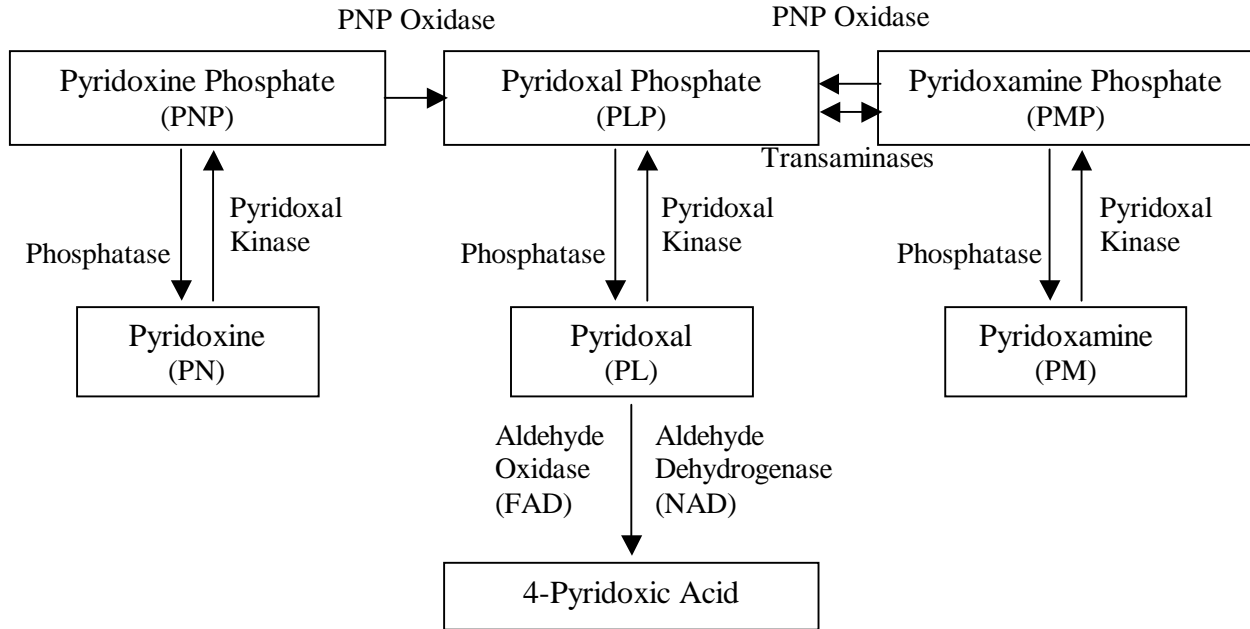 PNP Oxidase
PNP Oxidase
Pyridoxine Phosphate
(PNP)
Pyridoxal Phosphate
(PLP)
Pyridoxamine Phosphate
(PMP)
Transaminases
Phosphatase
Pyridoxal
Kinase
Phosphatase
Pyridoxal
Kinase
Phosphatase
Pyridoxal
Kinase
Pyridoxine
(PN)
Pyridoxal
(PL)
Pyridoxamine
(PM)
Aldehyde
Oxidase
(FAD)
Aldehyde
Dehydrogenase
(NAD)
4-Pyridoxic Acid